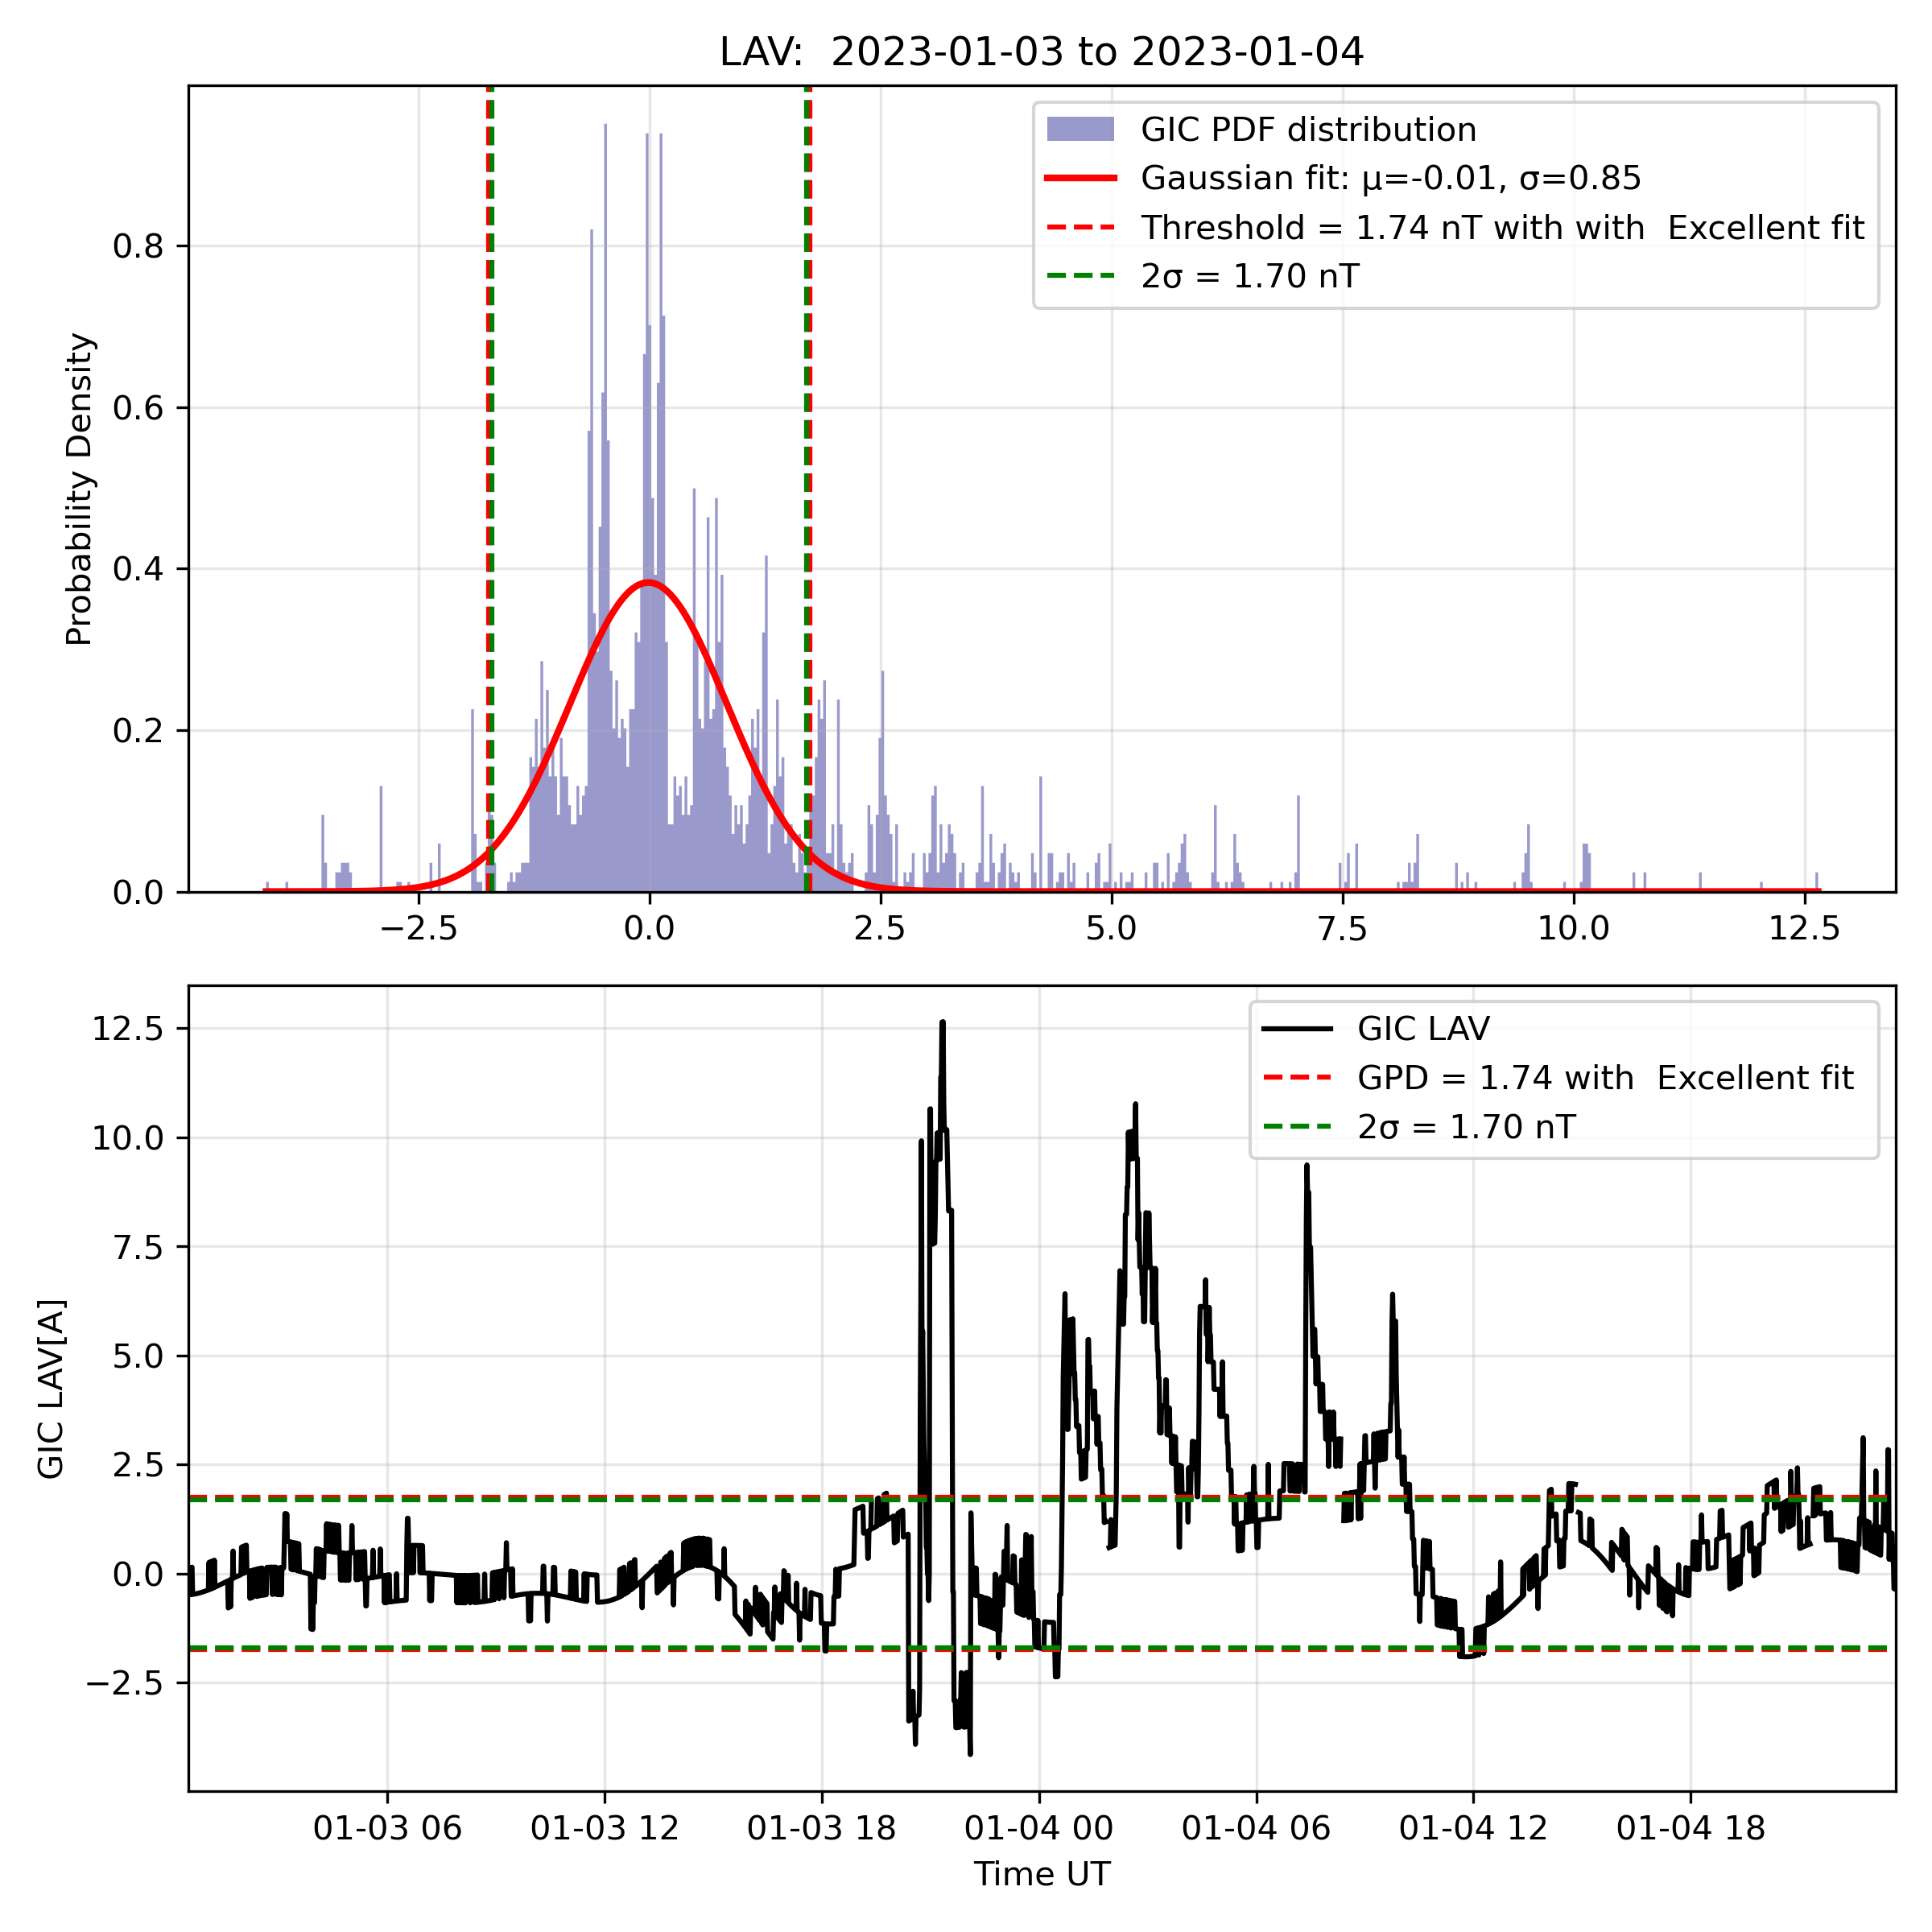 LAV:  2023-01-03 to 2023-01-04
GIC PDF distribution
Gaussian fit: μ=-0.01, σ=0.85
Threshold = 1.74 nT with with  Excellent fit
2σ = 1.70 nT
Probability Density
0.8
0.6
0.4
0.2
0.0
−2.5
0.0
2.5
5.0
7.5
10.0
12.5
GIC LAV
GPD = 1.74 with  Excellent fit
2σ = 1.70 nT
GIC LAV[A]
12.5
10.0
7.5
5.0
2.5
0.0
−2.5
01-03 06
01-03 12
01-03 18
01-04 00
01-04 06
01-04 12
01-04 18
Time UT